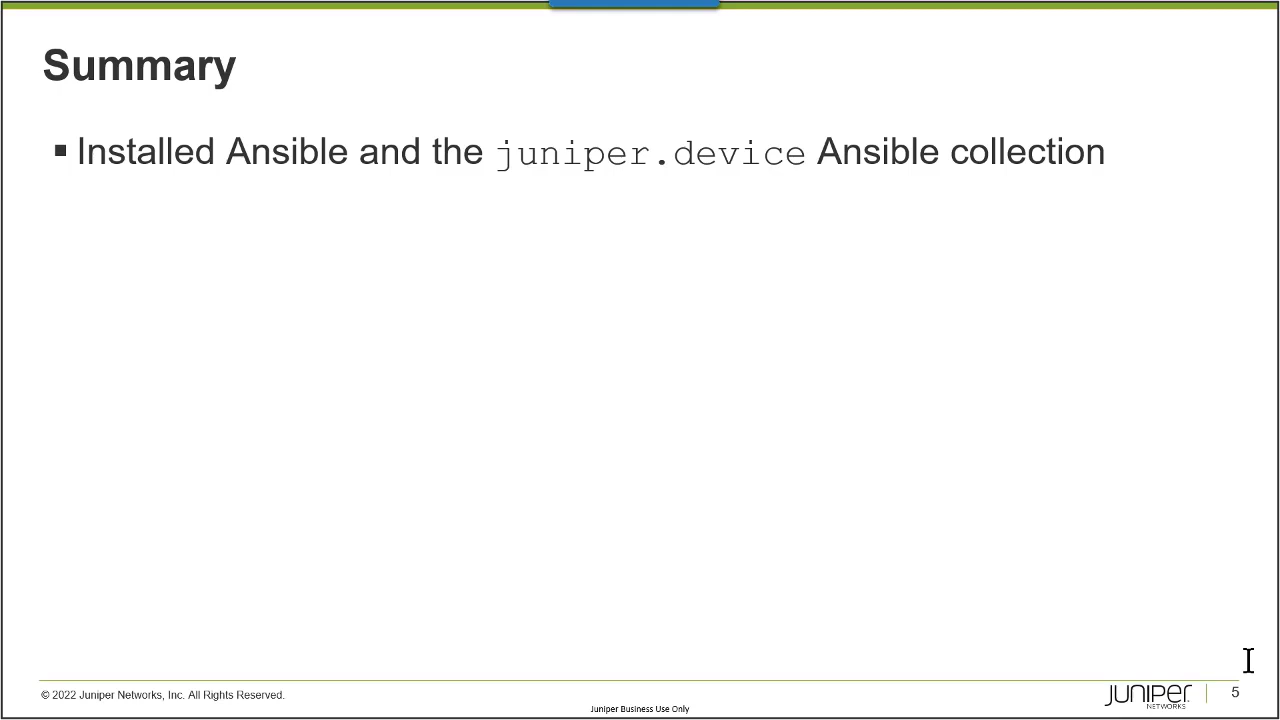 Summary
▪ Installed Ansible and the juniper.device Ansible collection
© 2022 Juniper Networks, Inc. All Rights Reserved.
Juniper Business Use Only
JUNIPER
NETWORKS
5